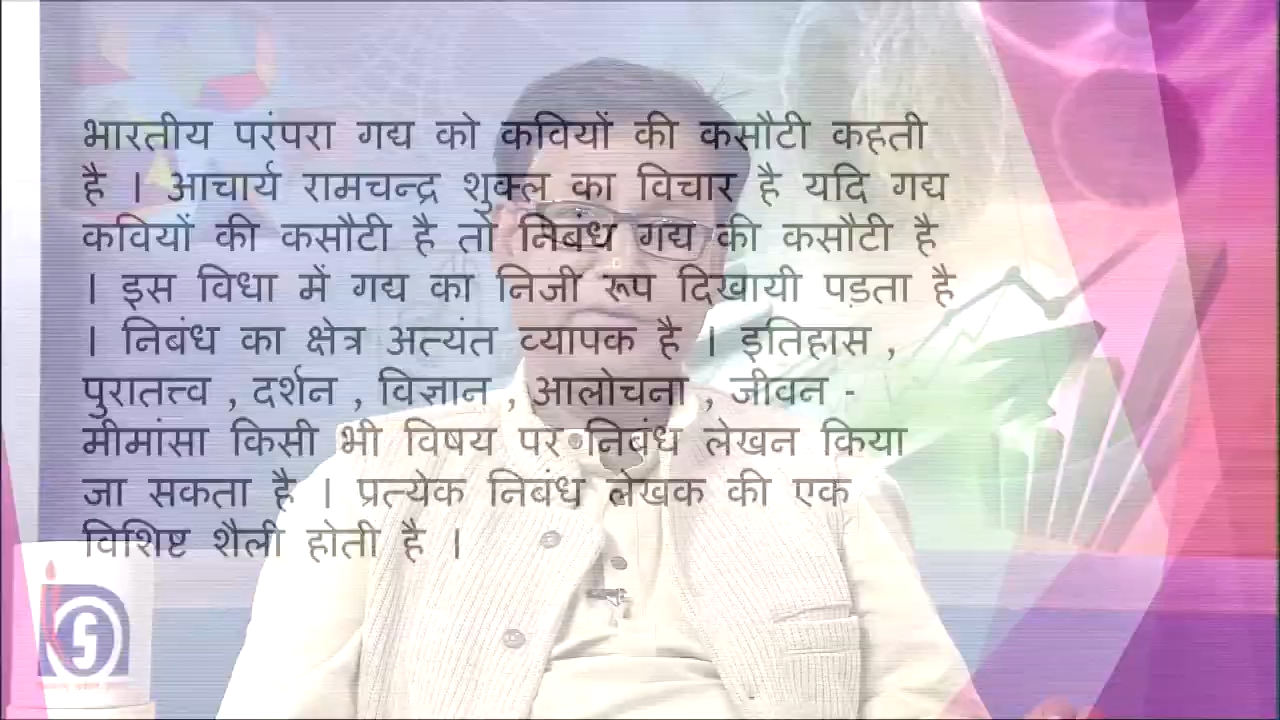 भारतीय परंपरा गद्य को कवियों की कसौटी कहती
है । आचार्य रामचन्द्र शुक्ल का विचार है यदि गद्य
कवियों की कसौटी है तो निबंध गद्य की कसौटी है
। इस विधा में गद्य का निजी रूप दिखायी पड़ता है
। निबंध का क्षेत्र अत्यंत व्यापक है । इतिहास ,
पुरातत्त्व , दर्शन , विज्ञान , आलोचना , जीवन -
मीमांसा किसी भी विषय पर निबंध लेखन किया
जा सकता है । प्रत्येक निबंध लेखक की एक
विशिष्ट शैली होती है ।